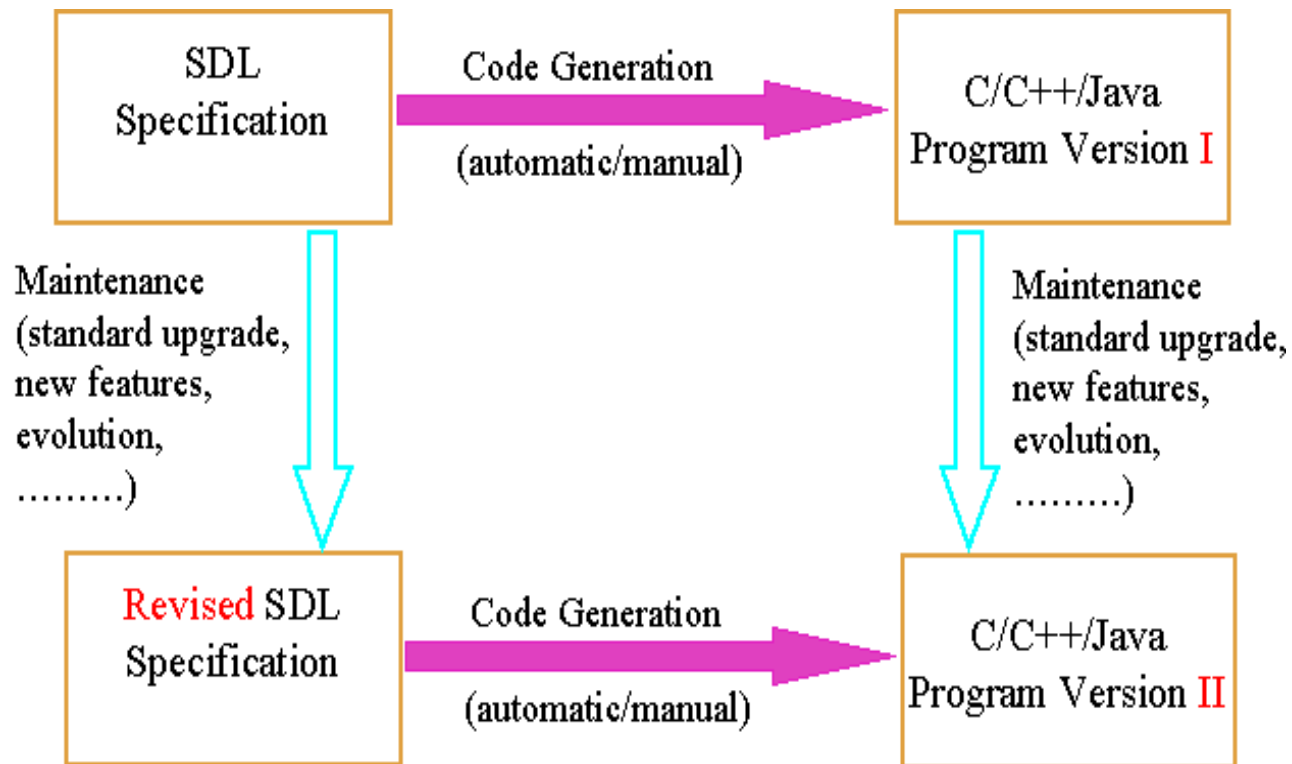 SDL
Specification
Code Generation
(automatic/manual)
C/C++/Java
Program Version I
Maintenance
(standard upgrade,
new features,
evolution,
………)
Maintenance
(standard upgrade,
new features,
evolution,
………)
Revised SDL
Specification
Code Generation
(automatic/manual)
C/C++/Java
Program Version II